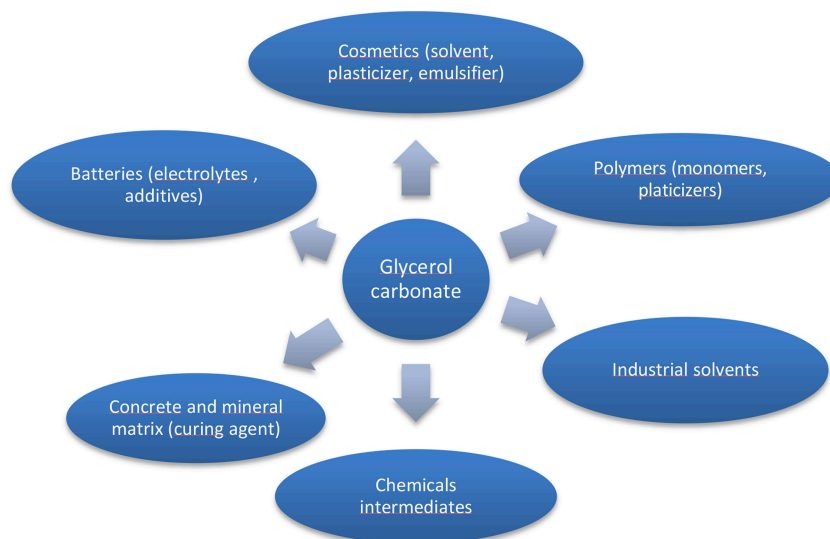 Cosmetics (solvent,
plasticizer, emulsifier)
Batteries (electrolytes ,
additives)
Polymers (monomers,
platicizers)
Glycerol
carbonate
Industrial solvents
Concrete and mineral
matrix (curing agent)
Chemicals
intermediates